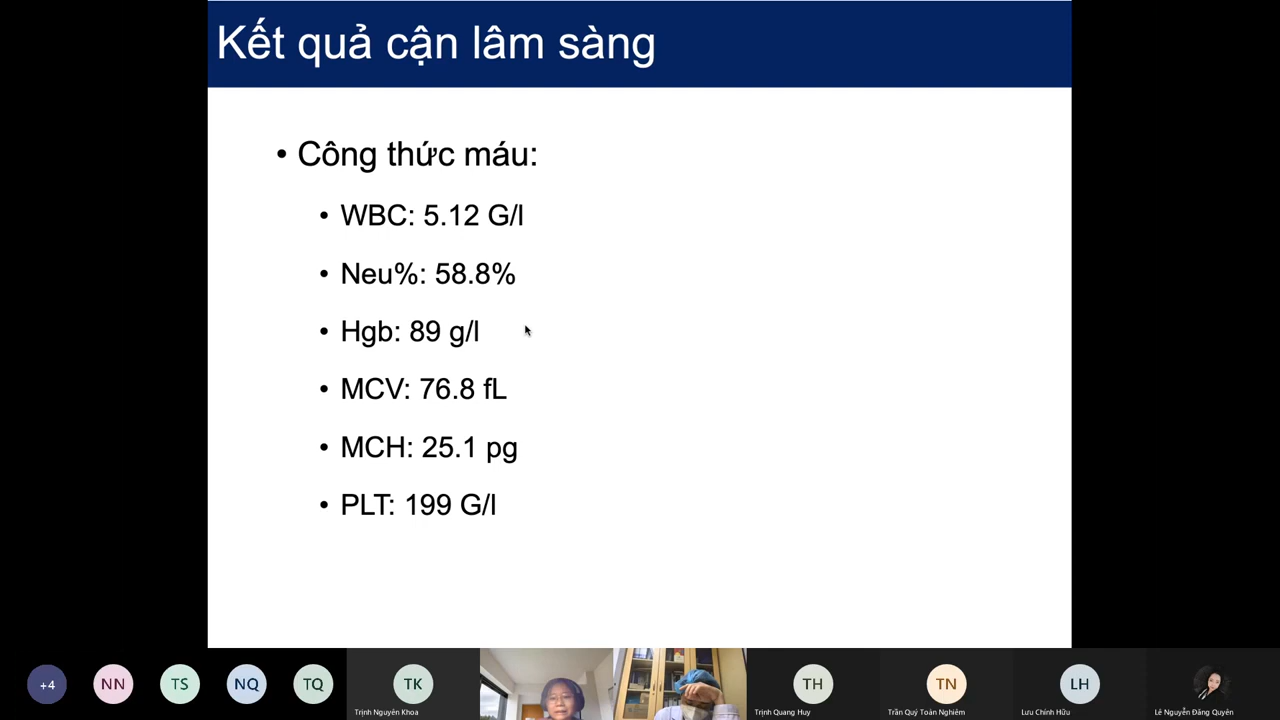 Kết quả cận lâm sàng
• Công thức máu:
• WBC: 5.12 G/l
• Neu%: 58.8%
• Hgb: 89 g/l
• MCV: 76.8 fL
• MCH: 25.1 pg
• PLT: 199 G/l
+4
NN
TS
NQ
TQ
TK
TH
TN
LH
Trịnh Nguyên Khoa
Trịnh Quang Huy
Trần Quý Toàn Nghiêm
Lưu Chính Hữu
Lê Nguyễn Đăng Quyên